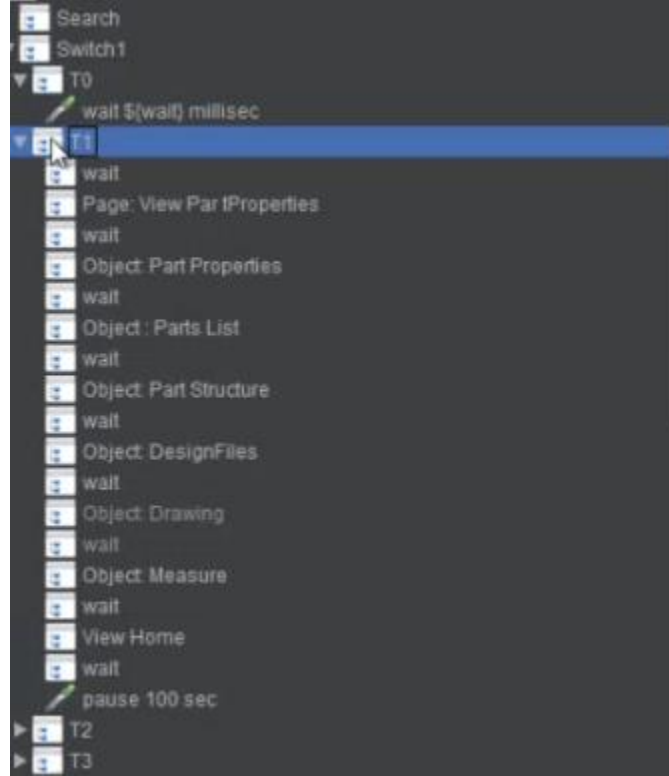 Search
Switch1
T0
wait ${wait} millisec
T1
wait
Page: View Par tProperties
wait
Object: Part Properties
wait
Object : Parts List
wait
Object: Part Structure
wait
Object: DesignFiles
wait
Object: Drawing
wait
Object: Measure
wait
View Home
wait
pause 100 sec
T2
T3